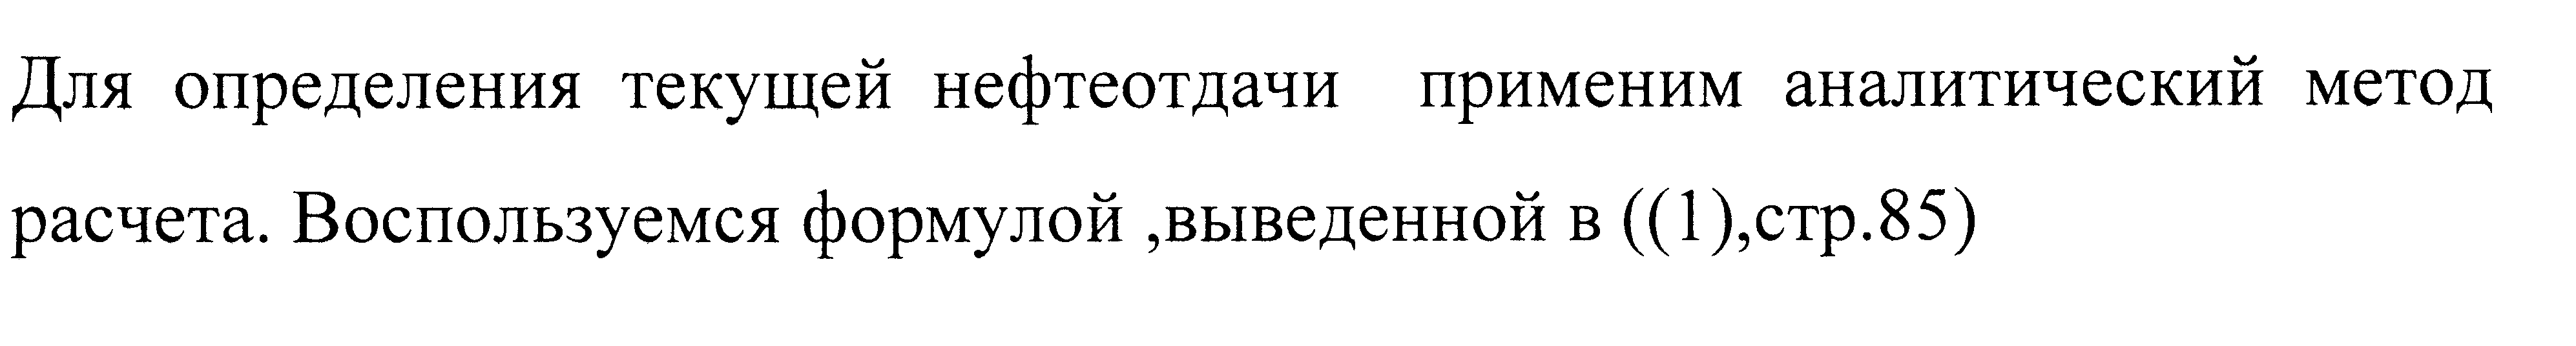 Для определения текущей нефтеотдачи применим аналитический метод
расчета. Воспользуемся формулой ,выведенной в ((1),стр.85)